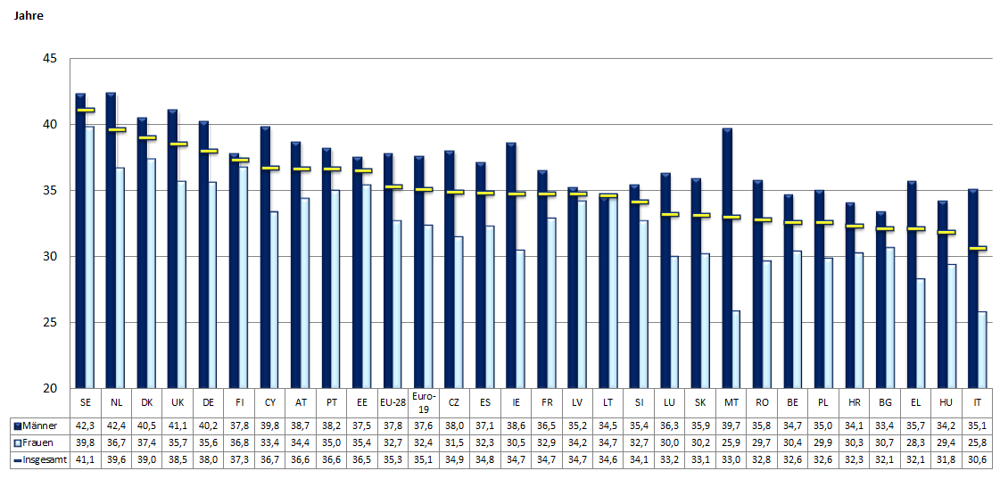 Jahre
45
40
35
30
25
20
SE NL DK UK DE FI CY AT PT EE EU-28 Euro-19 CZ ES IE FR LV LT SI LU SK MT RO BE PL HR BG EL HU IT
Männer 42,3 42,4 40,5 41,1 40,2 37,8 39,8 38,7 38,2 37,5 37,8 37,6 38,0 37,1 38,6 36,5 35,2 34,5 35,4 36,3 35,9 39,7 35,8 34,7 35,0 34,1 33,4 35,7 34,2 35,1
Frauen 39,8 36,7 37,4 35,7 35,6 36,8 33,4 34,4 35,0 35,4 32,7 32,4 31,5 32,3 30,5 32,9 34,2 34,7 32,7 30,0 30,2 25,9 29,7 30,4 29,9 30,3 30,7 28,3 29,4 25,8
Insgesamt 41,1 39,6 39,0 38,5 38,0 37,3 36,7 36,6 36,6 36,5 35,3 35,1 34,9 34,8 34,7 34,7 34,7 34,6 34,1 33,2 33,1 33,0 32,8 32,6 32,6 32,3 32,1 32,1 31,8 30,6